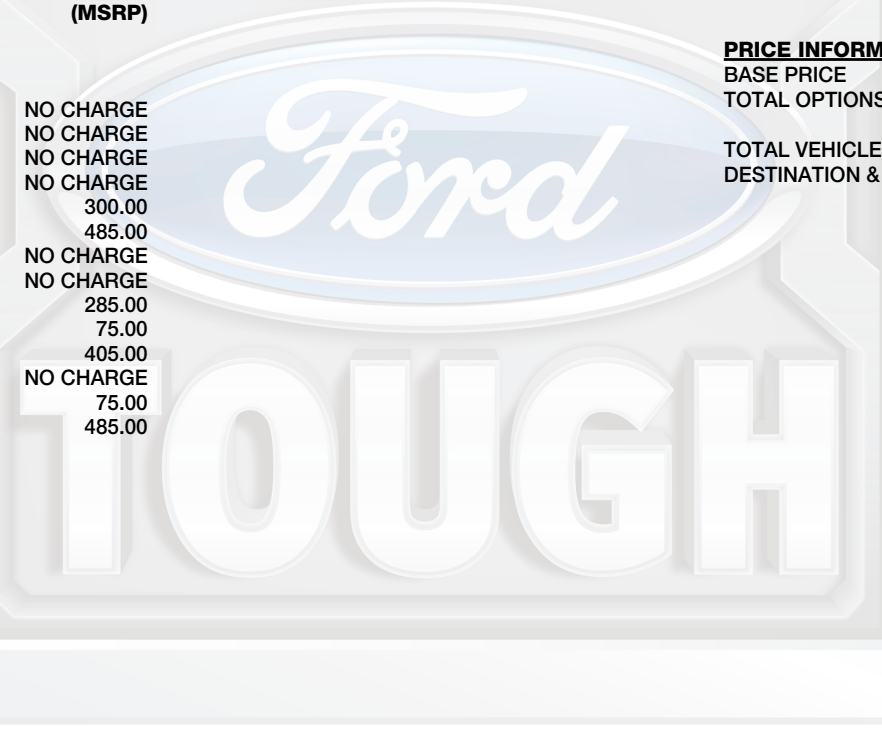 (MSRP)
NO CHARGE
NO CHARGE
NO CHARGE
NO CHARGE
300.00
485.00
NO CHARGE
NO CHARGE
285.00
75.00
405.00
NO CHARGE
75.00
485.00
PRICE INFORM
BASE PRICE
TOTAL OPTIONS
TOTAL VEHICLE
DESTINATION &
Ford
TOUGH